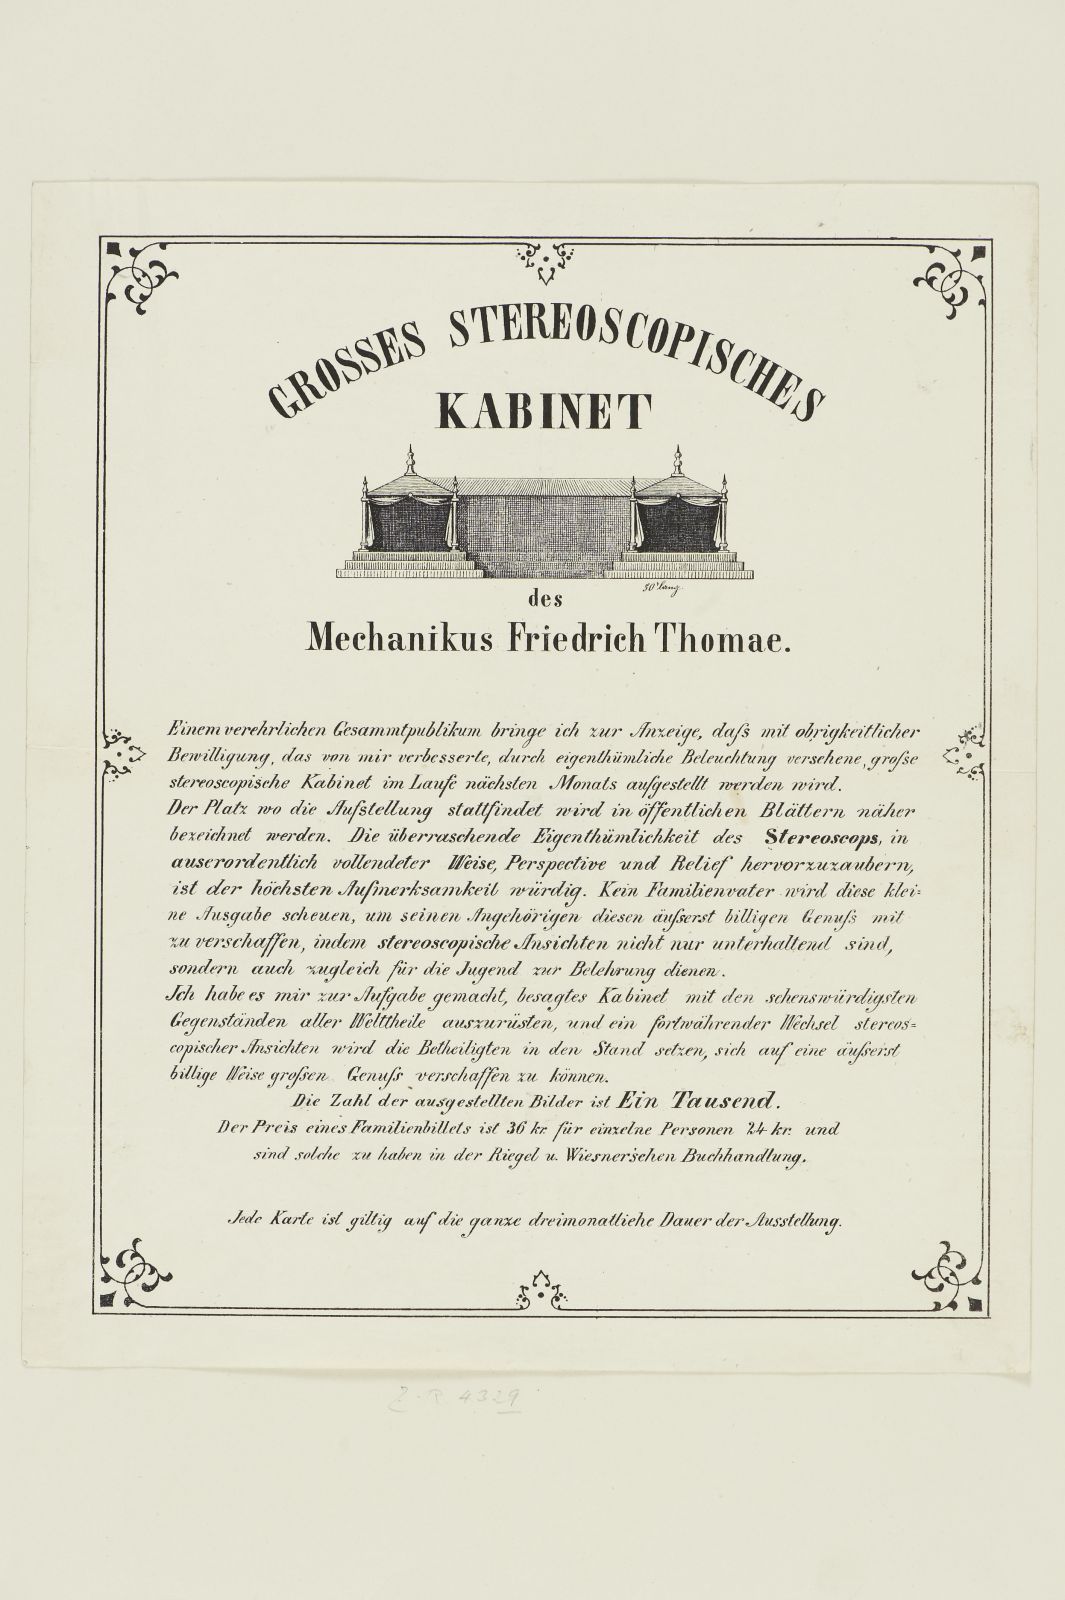 GROSSES STEREOSCOPISCHES
KABINET
50' lang.
des
Mechanikus Friedrich Thomae.
Einem verehrlichen Gesammtpublikum bringe ich zur Anzeige, daſs mit obrigkeitlicher
Bewilligung, das von mir verbesserte, durch eigenthümliche Beleuchtung versehene, groſse
stereoscopische Kabinet im Laufe nächsten Monats aufgestellt werden wird.
Der Platz wo die Aufstellung stattfindet wird in öffentlichen Blättern näher
bezeichnet werden. Die überraschende Eigenthümlichkeit des Stereoscops, in
auserordentlich vollendeter Weise, Perspective und Relief hervorzuzaubern,
ist der höchsten Aufmerksamkeit würdig. Kein Familienvater wird diese klei=
ne Ausgabe scheuen, um seinen Angehörigen diesen äuſserst billigen Genuſs mit
zu verschaffen, indem stereoscopische Ansichten nicht nur unterhaltend sind,
sondern auch zugleich für die Jugend zur Belehrung dienen.
Ich habe es mir zur Aufgabe gemacht, besagtes Kabinet mit den sehenswürdigsten
Gegenständen aller Welttheile auszurüsten, und ein fortwährender Wechsel stereos=
copischer Ansichten wird die Betheiligten in den Stand setzen, sich auf eine äuſserst
billige Weise groſsen Genuſs verschaffen zu können.
Die Zahl der ausgestellten Bilder ist Ein Tausend.
Der Preis eines Familienbillets ist 36 kr. für einzelne Personen 24 kr. und
sind solche zu haben in der Riegel u. Wiesner'schen Buchhandlung.
Jede Karte ist giltig auf die ganze dreimonatliche Dauer der Ausstellung.
Z. R. 4329